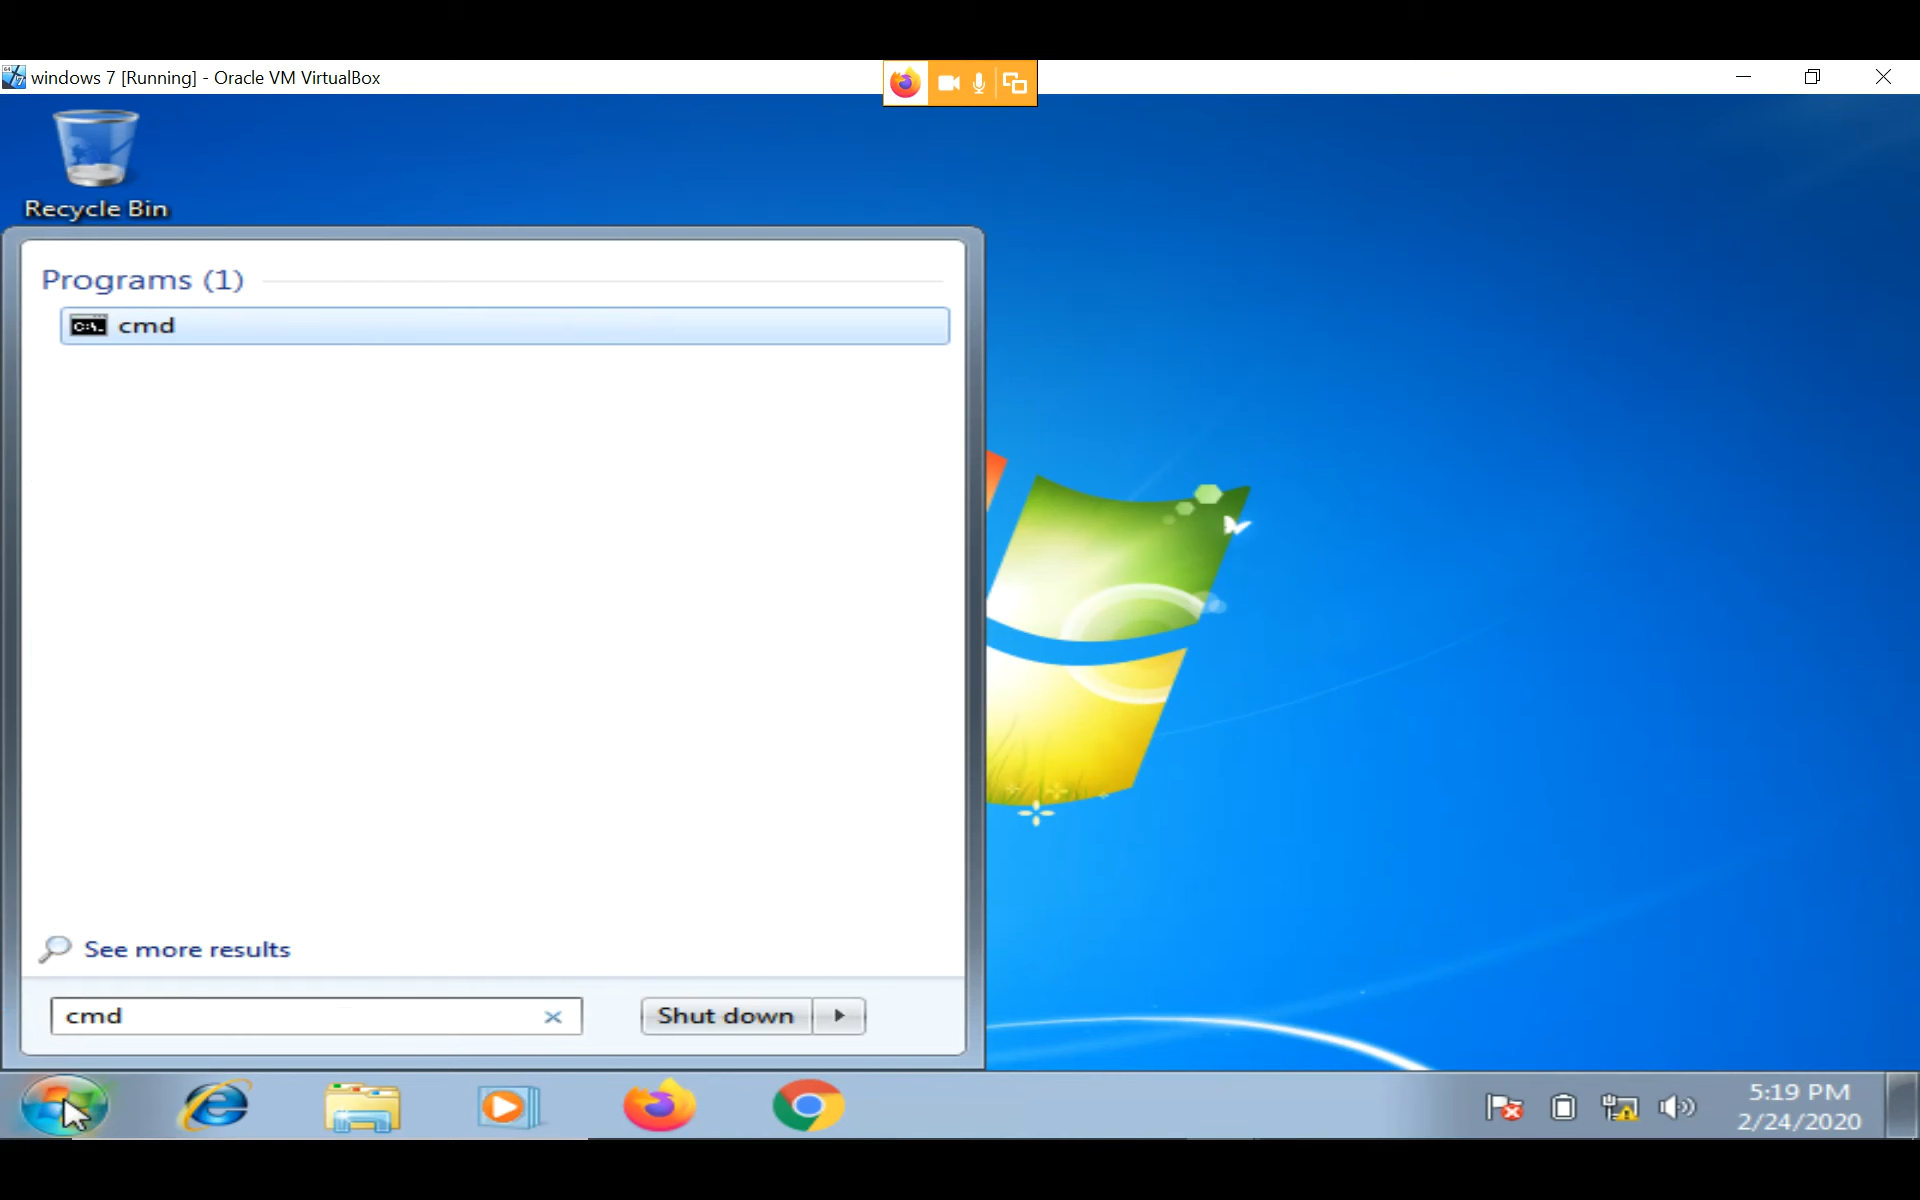 windows 7 [Running] - Oracle VM VirtualBox
Recycle Bin
Programs (1)
C:\. cmd
See more results
cmd
Shut down
5:19 PM
2/24/2020